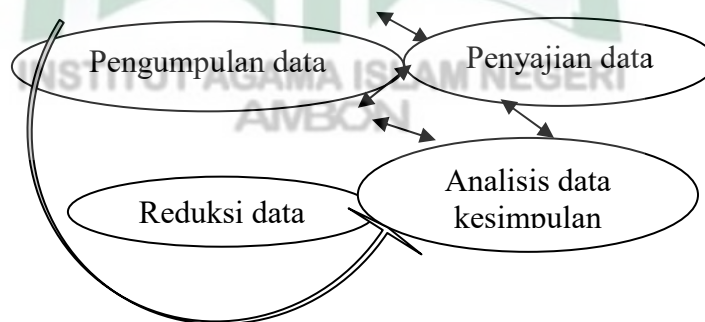 Pengumpulan data
Penyajian data
INSTITUT AGAMA ISLAM NEGERI
AMBON
Reduksi data
Analisis data
kesimpulan